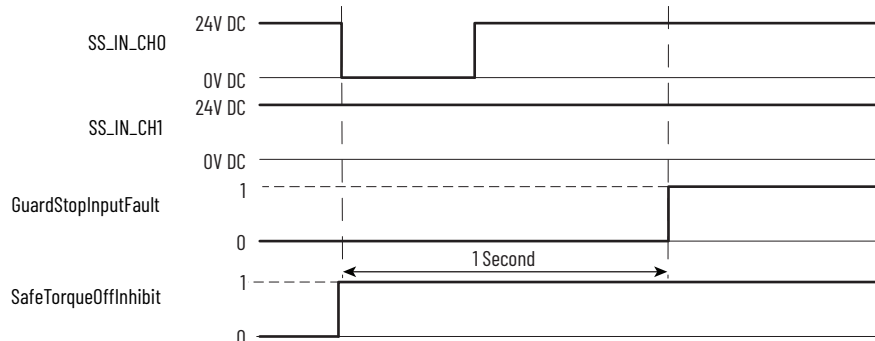 24V DC
SS_IN_CH0
0V DC
24V DC
SS_IN_CH1
0V DC
1
GuardStopInputFault
0
1 Second
1
SafeTorqueOffInhibit
0